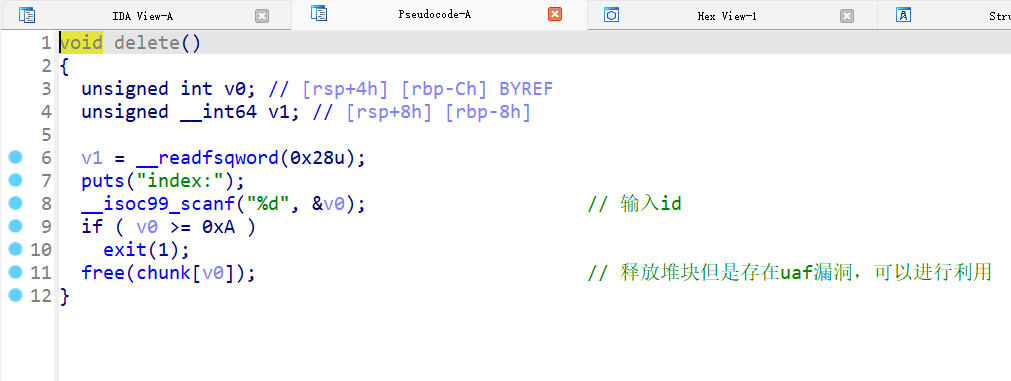 IDA View-A Pseudocode-A Hex View-1 Stru
1 void delete()
2 {
3 unsigned int v0; // [rsp+4h] [rbp-Ch] BYREF
4 unsigned __int64 v1; // [rsp+8h] [rbp-8h]
5
6 v1 = __readfsqword(0x28u);
7 puts("index:");
8 __isoc99_scanf("%d", &v0); // 输入id
9 if ( v0 >= 0xA )
10 exit(1);
11 free(chunk[v0]); // 释放堆块但是存在uaf漏洞，可以进行利用
12 }